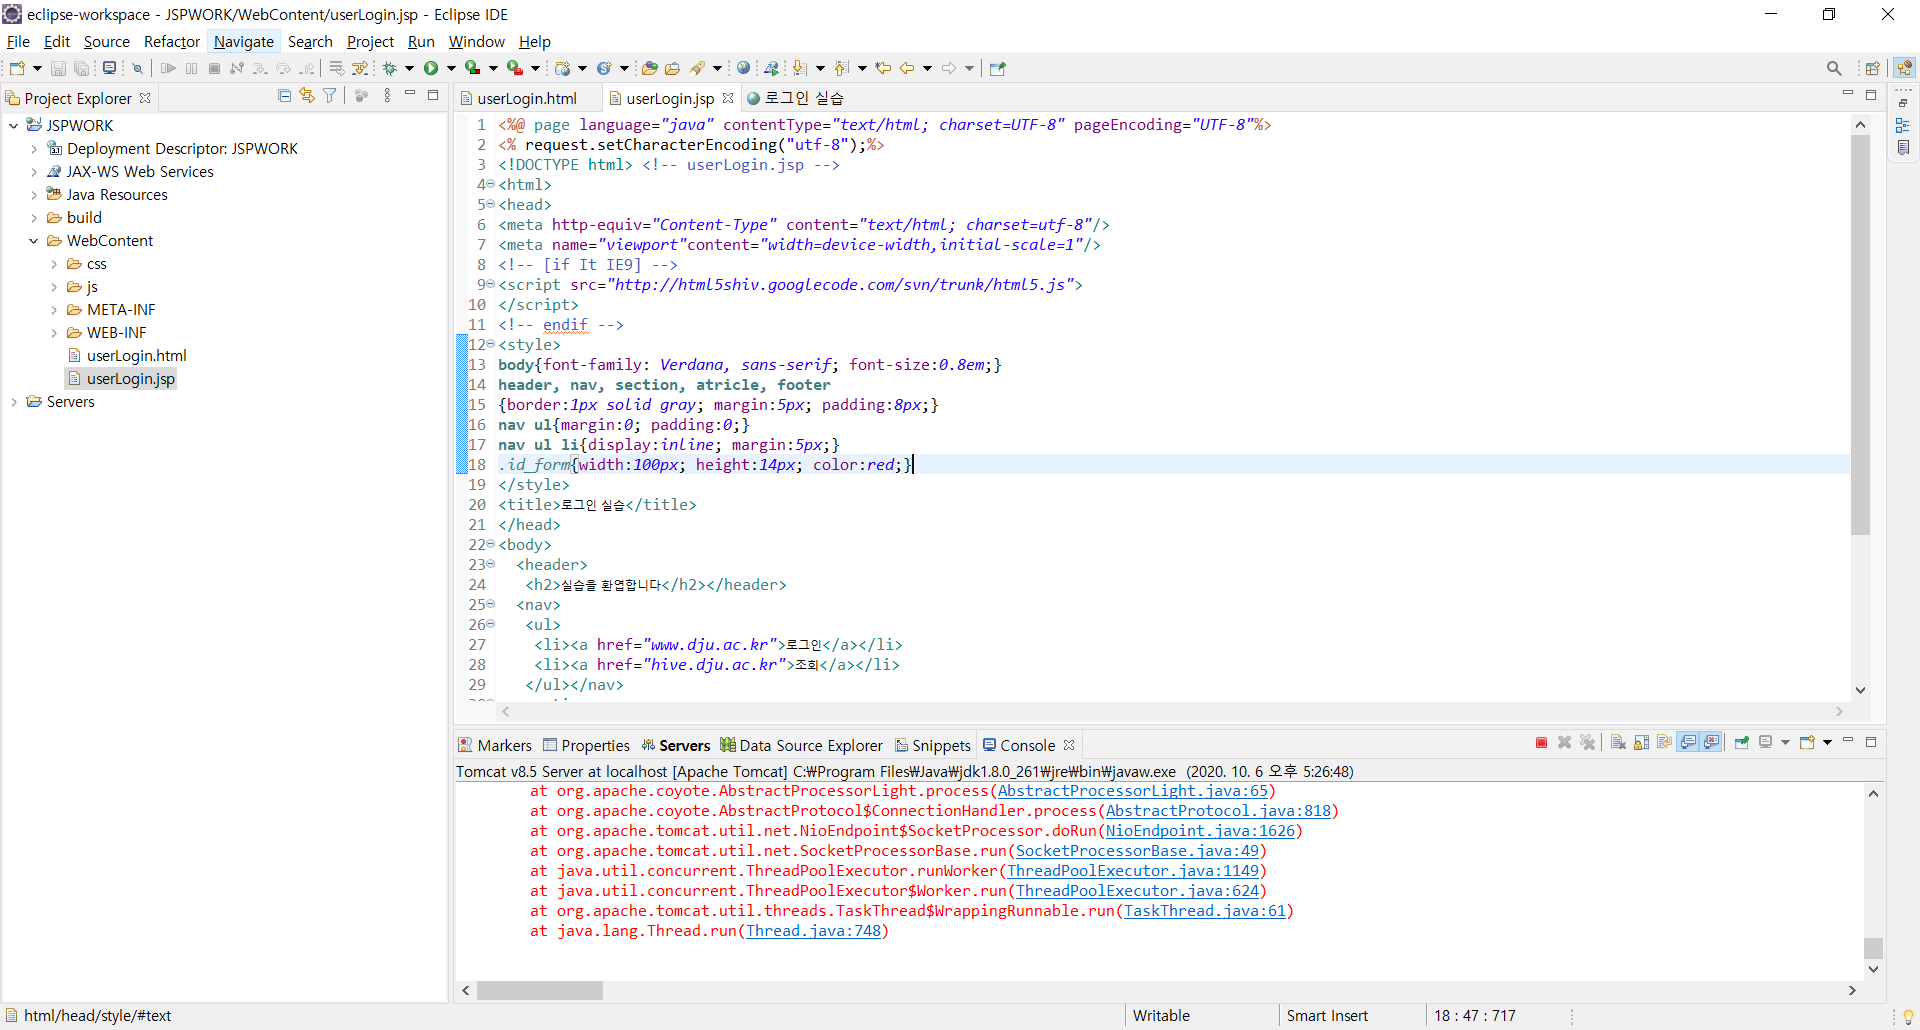 eclipse-workspace - JSPWORK/WebContent/userLogin.jsp - Eclipse IDE
File Edit Source Refactor Navigate Search Project Run Window Help
Project Explorer
JSPWORK
Deployment Descriptor: JSPWORK
JAX-WS Web Services
Java Resources
build
WebContent
css
js
META-INF
WEB-INF
userLogin.html
userLogin.jsp
Servers
userLogin.html userLogin.jsp 로그인 실습
1 <%@ page language="java" contentType="text/html; charset=UTF-8" pageEncoding="UTF-8"%>
2 <% request.setCharacterEncoding("utf-8");%>
3 <!DOCTYPE html> <!-- userLogin.jsp -->
4 <html>
5 <head>
6 <meta http-equiv="Content-Type" content="text/html; charset=utf-8"/>
7 <meta name="viewport"content="width=device-width,initial-scale=1"/>
8 <!-- [if It IE9] -->
9 <script src="http://html5shiv.googlecode.com/svn/trunk/html5.js">
10 </script>
11 <!-- endif -->
12 <style>
13 body{font-family: Verdana, sans-serif; font-size:0.8em;}
14 header, nav, section, atricle, footer
15 {border:1px solid gray; margin:5px; padding:8px;}
16 nav ul{margin:0; padding:0;}
17 nav ul li{display:inline; margin:5px;}
18 .id_form{width:100px; height:14px; color:red;}
19 </style>
20 <title>로그인 실습</title>
21 </head>
22 <body>
23 <header>
24 <h2>실습을 환엽합니다</h2></header>
25 <nav>
26 <ul>
27 <li><a href="www.dju.ac.kr">로그인</a></li>
28 <li><a href="hive.dju.ac.kr">조회</a></li>
29 </ul></nav>
Markers Properties Servers Data Source Explorer Snippets Console
Tomcat v8.5 Server at localhost [Apache Tomcat] C:₩Program Files₩Java₩jdk1.8.0_261₩jre₩bin₩javaw.exe (2020. 10. 6 오후 5:26:48)
at org.apache.coyote.AbstractProcessorLight.process(AbstractProcessorLight.java:65)
at org.apache.coyote.AbstractProtocol$ConnectionHandler.process(AbstractProtocol.java:818)
at org.apache.tomcat.util.net.NioEndpoint$SocketProcessor.doRun(NioEndpoint.java:1626)
at org.apache.tomcat.util.net.SocketProcessorBase.run(SocketProcessorBase.java:49)
at java.util.concurrent.ThreadPoolExecutor.runWorker(ThreadPoolExecutor.java:1149)
at java.util.concurrent.ThreadPoolExecutor$Worker.run(ThreadPoolExecutor.java:624)
at org.apache.tomcat.util.threads.TaskThread$WrappingRunnable.run(TaskThread.java:61)
at java.lang.Thread.run(Thread.java:748)
html/head/style/#text Writable Smart Insert 18 : 47 : 717